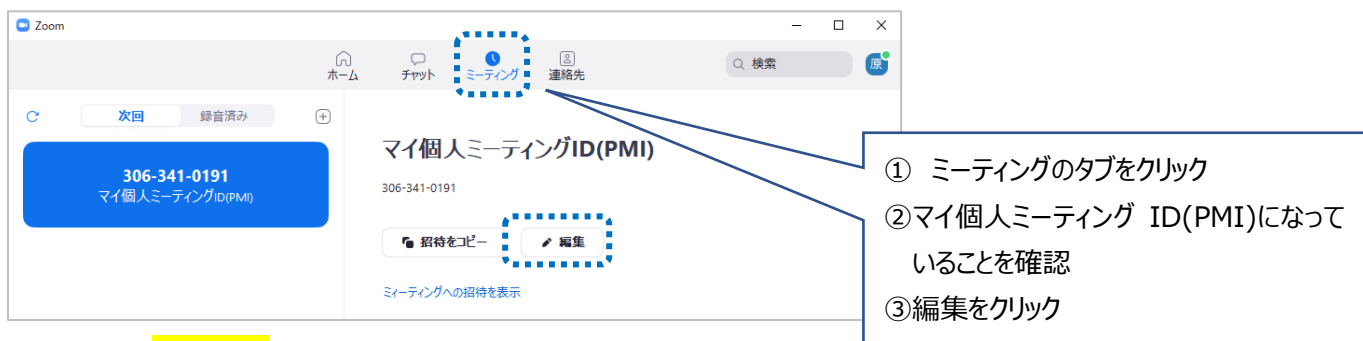 Zoom
ホーム
チャット
ミーティング
連絡先
検索
原
次回
録音済み
306-341-0191
マイ個人ミーティングID(PMI)
マイ個人ミーティングID(PMI)
306-341-0191
招待をコピー
編集
ミィーティングへの招待を表示
① ミーティングのタブをクリック
②マイ個人ミーティング ID(PMI)になって
いることを確認
③編集をクリック